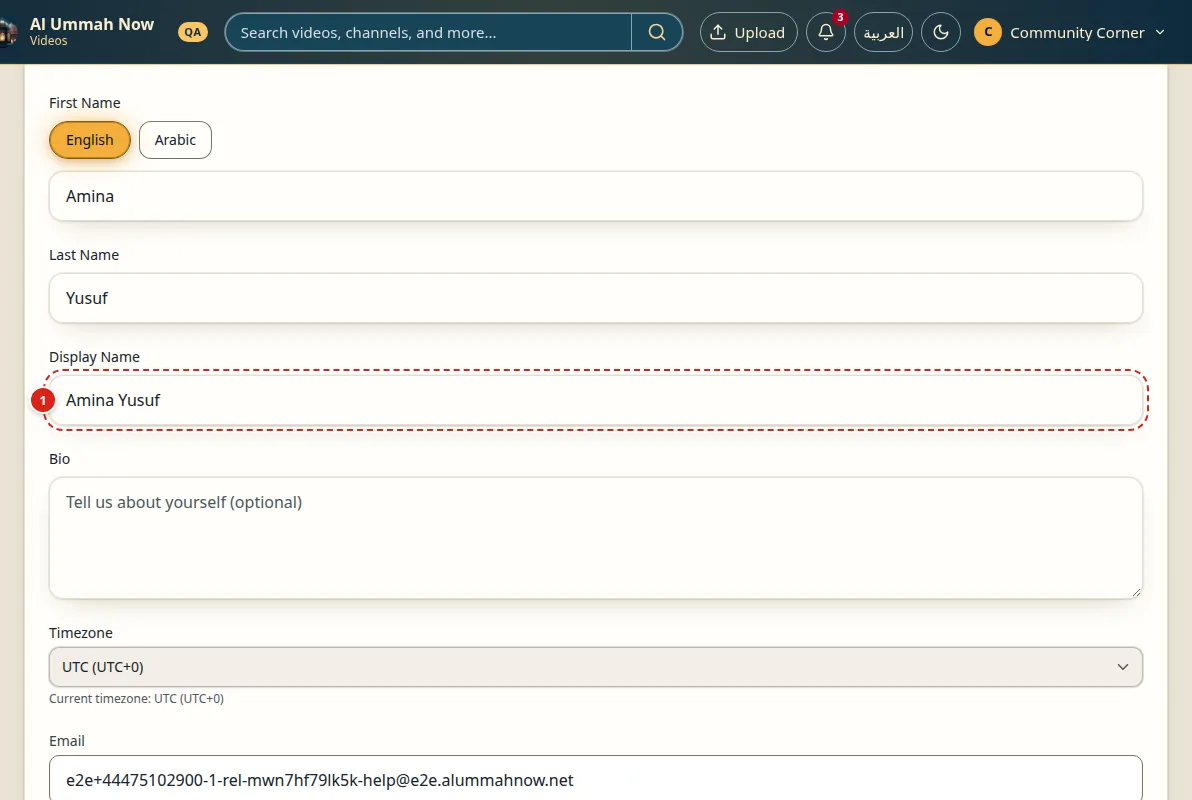 Al Ummah Now
Videos
QA
Search videos, channels, and more...
Upload
3
العربية
C
Community Corner
First Name
English
Arabic
Amina
Last Name
Yusuf
Display Name
1
Amina Yusuf
Bio
Tell us about yourself (optional)
Timezone
UTC (UTC+0)
Current timezone: UTC (UTC+0)
Email
e2e+44475102900-1-rel-mwn7hf79lk5k-help@e2e.alummahnow.net